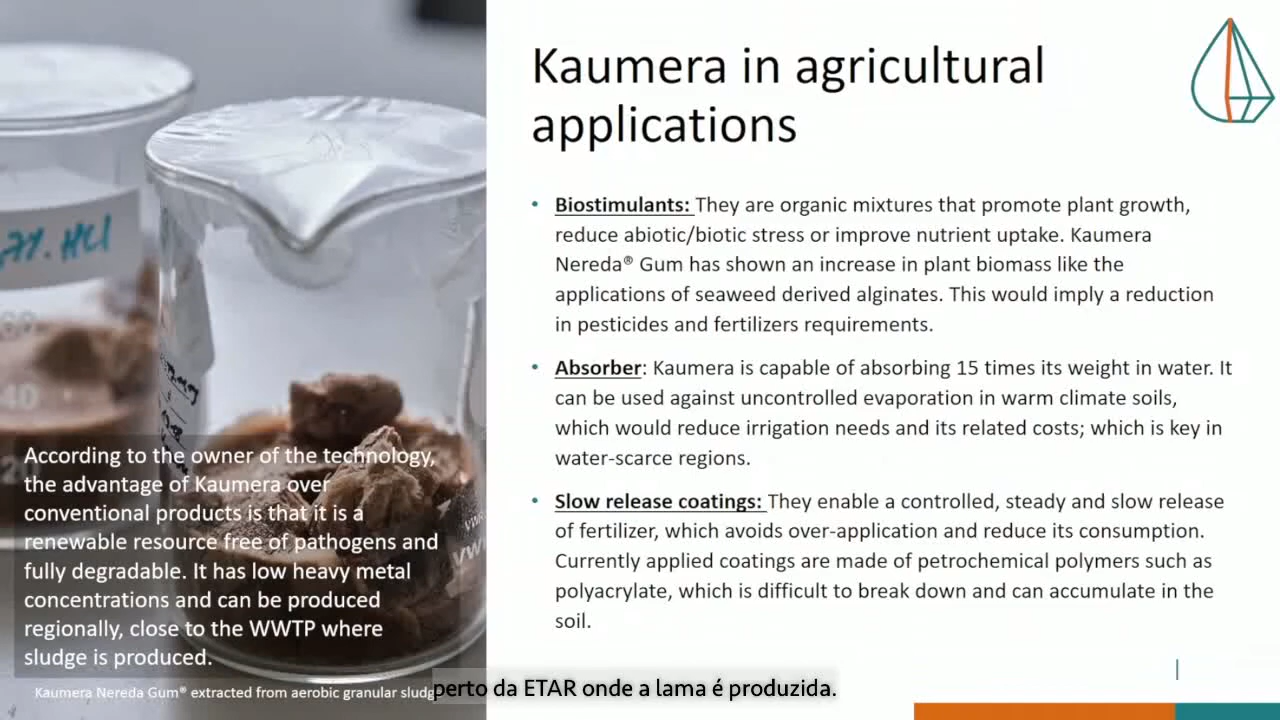 Kaumera in agricultural
applications
• Biostimulants: They are organic mixtures that promote plant growth,
reduce abiotic/biotic stress or improve nutrient uptake. Kaumera
Nereda® Gum has shown an increase in plant biomass like the
applications of seaweed derived alginates. This would imply a reduction
in pesticides and fertilizers requirements.
• Absorber: Kaumera is capable of absorbing 15 times its weight in water. It
can be used against uncontrolled evaporation in warm climate soils,
which would reduce irrigation needs and its related costs; which is key in
water-scarce regions.
• Slow release coatings: They enable a controlled, steady and slow release
of fertilizer, which avoids over-application and reduce its consumption.
Currently applied coatings are made of petrochemical polymers such as
polyacrylate, which is difficult to break down and can accumulate in the
soil.
HCl
40
According to the owner of the technology,
the advantage of Kaumera over
conventional products is that it is a
renewable resource free of pathogens and
fully degradable. It has low heavy metal
concentrations and can be produced
regionally, close to the WWTP where
sludge is produced.
Kaumera Nereda Gum® extracted from aerobic granular sludg
perto da ETAR onde a lama é produzida.